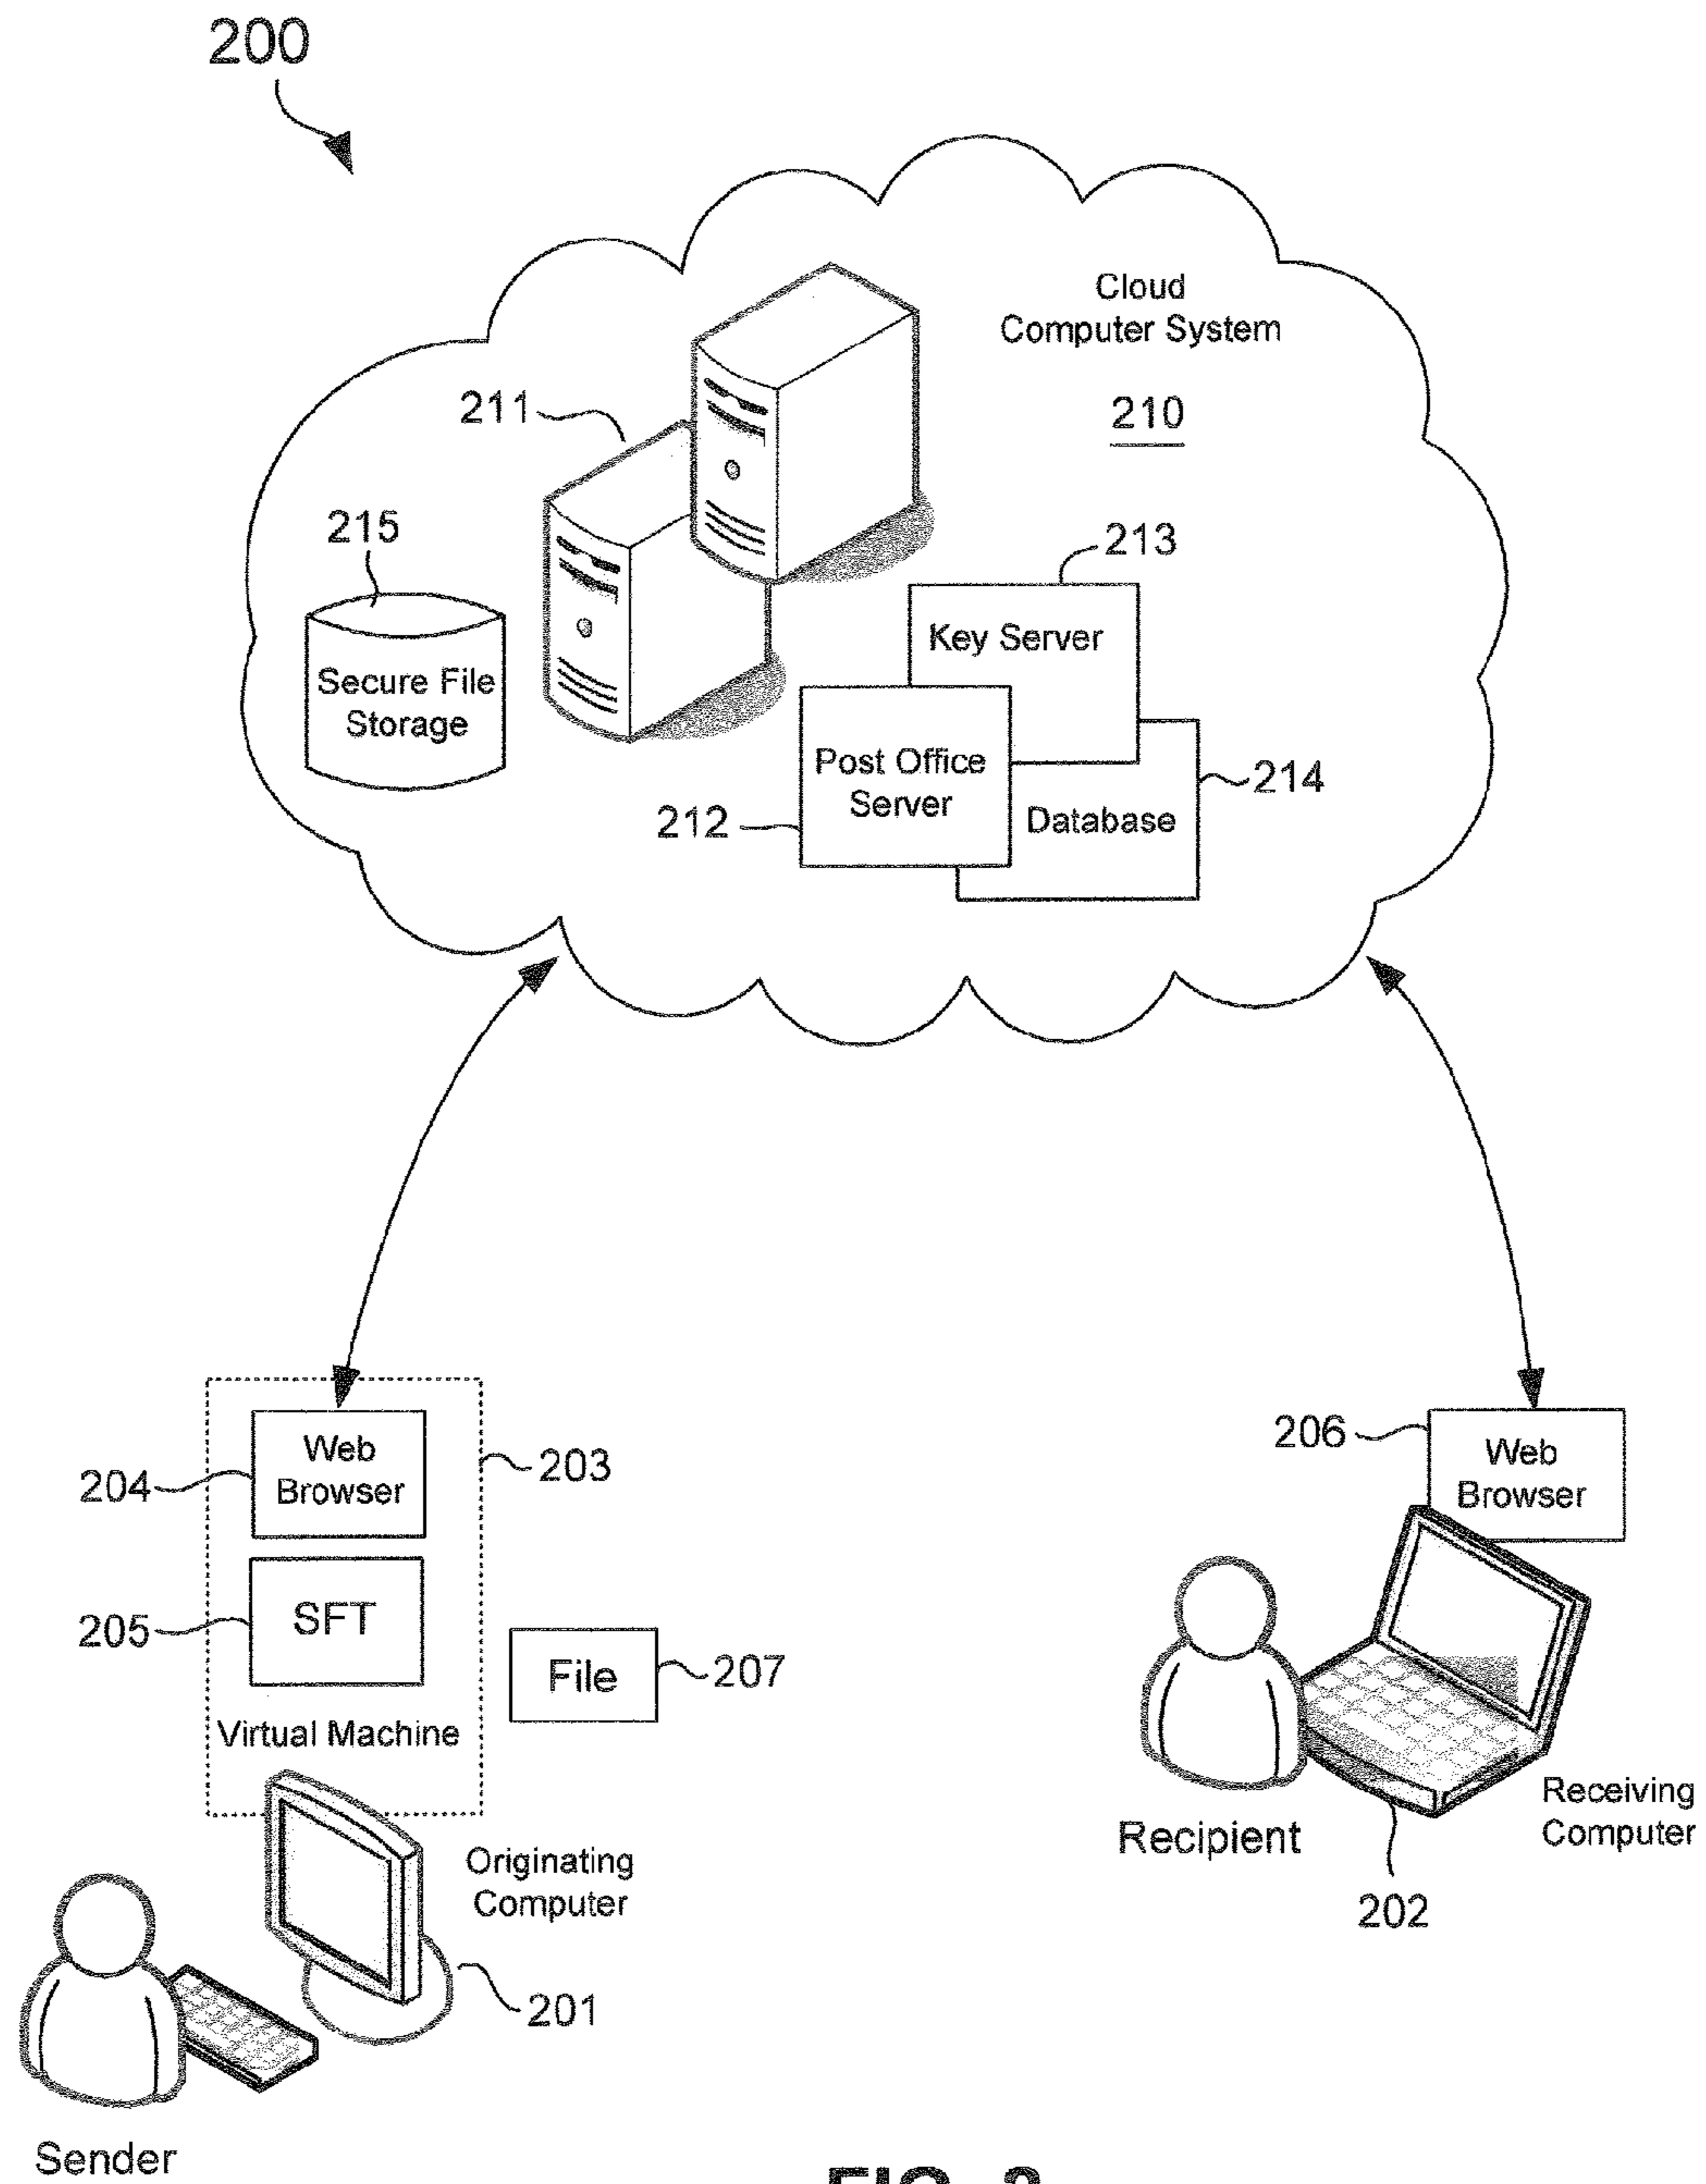 200
Cloud
Computer System
210
211
215
213
Secure File
Storage
Key Server
Post Office
Server
212
214
Database
Web
Browser
204
203
206
Web
Browser
205
SFT
File
207
Virtual Machine
Originating
Computer
201
Sender
Recipient
Receiving
Computer
202